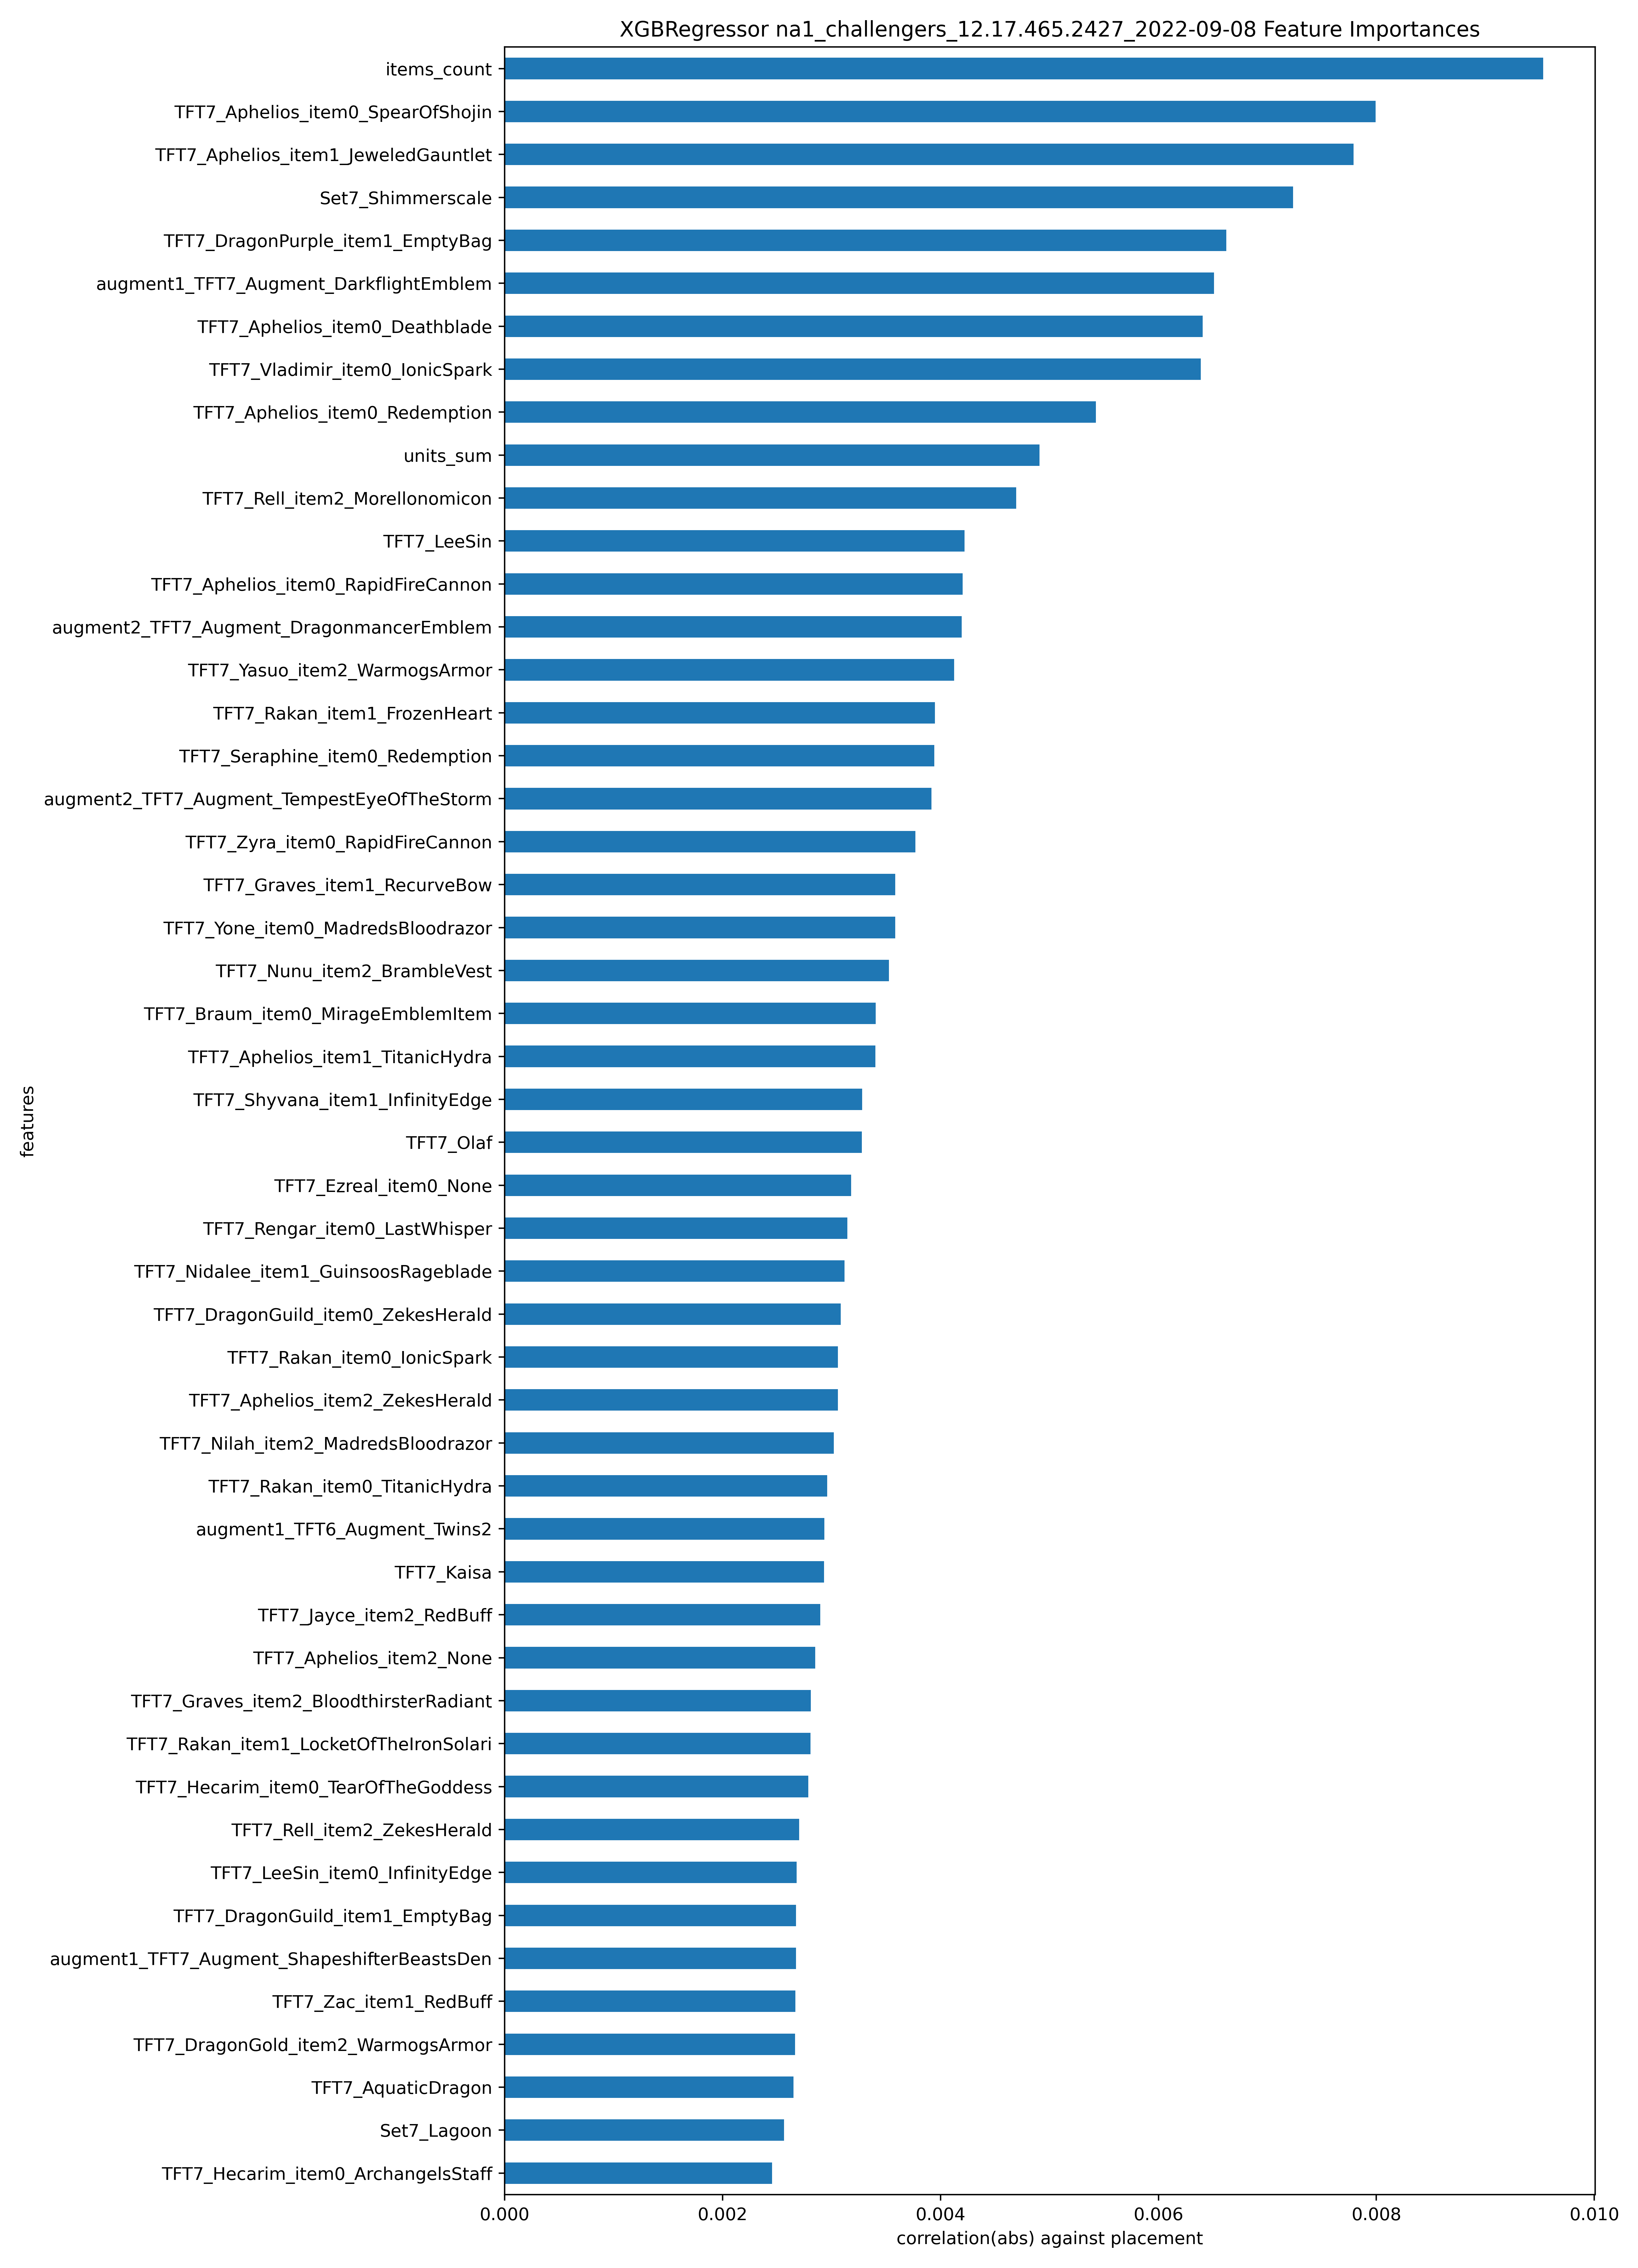 XGBRegressor na1_challengers_12.17.465.2427_2022-09-08 Feature Importances
items_count
TFT7_Aphelios_item0_SpearOfShojin
TFT7_Aphelios_item1_JeweledGauntlet
Set7_Shimmerscale
TFT7_DragonPurple_item1_EmptyBag
augment1_TFT7_Augment_DarkflightEmblem
TFT7_Aphelios_item0_Deathblade
TFT7_Vladimir_item0_IonicSpark
TFT7_Aphelios_item0_Redemption
units_sum
TFT7_Rell_item2_Morellonomicon
TFT7_LeeSin
TFT7_Aphelios_item0_RapidFireCannon
augment2_TFT7_Augment_DragonmancerEmblem
TFT7_Yasuo_item2_WarmogsArmor
TFT7_Rakan_item1_FrozenHeart
TFT7_Seraphine_item0_Redemption
augment2_TFT7_Augment_TempestEyeOfTheStorm
TFT7_Zyra_item0_RapidFireCannon
TFT7_Graves_item1_RecurveBow
TFT7_Yone_item0_MadredsBloodrazor
TFT7_Nunu_item2_BrambleVest
TFT7_Braum_item0_MirageEmblemItem
TFT7_Aphelios_item1_TitanicHydra
TFT7_Shyvana_item1_InfinityEdge
TFT7_Olaf
TFT7_Ezreal_item0_None
TFT7_Rengar_item0_LastWhisper
TFT7_Nidalee_item1_GuinsoosRageblade
TFT7_DragonGuild_item0_ZekesHerald
TFT7_Rakan_item0_IonicSpark
TFT7_Aphelios_item2_ZekesHerald
TFT7_Nilah_item2_MadredsBloodrazor
TFT7_Rakan_item0_TitanicHydra
augment1_TFT6_Augment_Twins2
TFT7_Kaisa
TFT7_Jayce_item2_RedBuff
TFT7_Aphelios_item2_None
TFT7_Graves_item2_BloodthirsterRadiant
TFT7_Rakan_item1_LocketOfTheIronSolari
TFT7_Hecarim_item0_TearOfTheGoddess
TFT7_Rell_item2_ZekesHerald
TFT7_LeeSin_item0_InfinityEdge
TFT7_DragonGuild_item1_EmptyBag
augment1_TFT7_Augment_ShapeshifterBeastsDen
TFT7_Zac_item1_RedBuff
TFT7_DragonGold_item2_WarmogsArmor
TFT7_AquaticDragon
Set7_Lagoon
TFT7_Hecarim_item0_ArchangelsStaff
features
0.000 0.002 0.004 0.006 0.008 0.010
correlation(abs) against placement